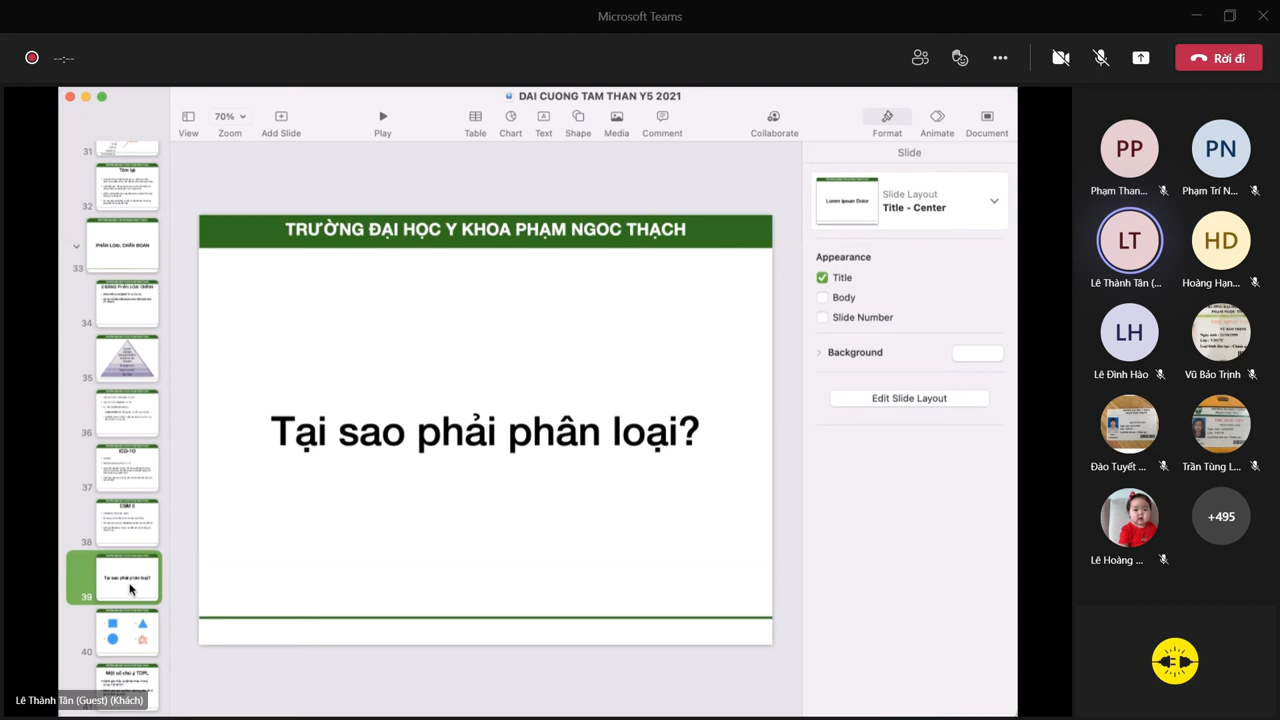 Microsoft Teams
--:--
Rời đi
DAI CUONG TAM THAN Y5 2021
70%
View
Zoom
Add Slide
Play
Table
Chart
Text
Shape
Media
Comment
Collaborate
Format
Animate
Document
Slide
31
Tóm lại
32
PHÂN LOẠI, CHẨN ĐOÁN
33
34
35
36
ICD-10
37
DSM 5
38
Tại sao phải phân loại?
39
40
Một số chú ý TDPL
TRƯỜNG ĐẠI HỌC Y KHOA PHẠM NGỌC THẠCH
Tại sao phải phân loại?
Lorem Ipsum Dolor
Slide Layout
Title - Center
Appearance
Title
Body
Slide Number
Background
Edit Slide Layout
PP
PN
Phạm Than...
Phạm Trí N...
LT
HD
Lê Thành Tân (...
Hoàng Hạn...
LH
Lê Đình Hào
Vũ Bảo Trịnh
Đào Tuyết ...
Trần Tùng L...
+495
Lê Hoàng ...
Lê Thành Tân (Guest) (Khách)